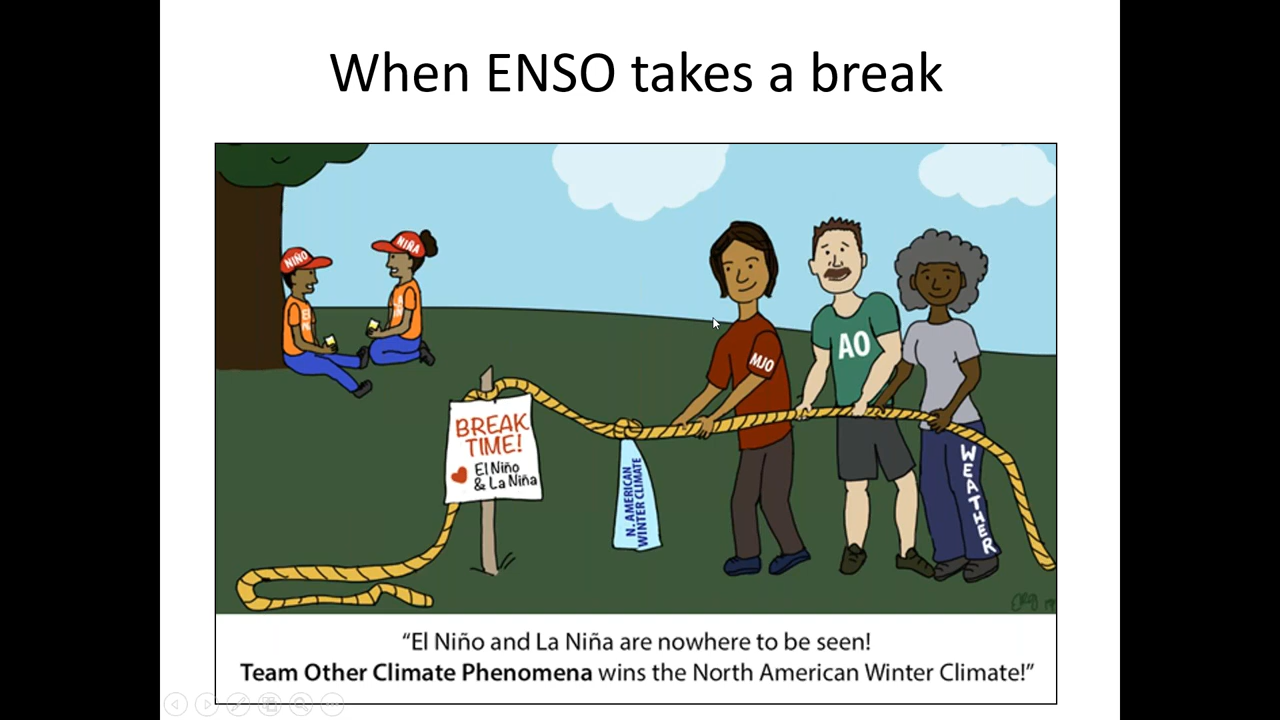 When ENSO takes a break
NIÑO
NIÑA
MJO
AO
WEATHER
BREAK
TIME!
El Niño
& La Niña
N. AMERICAN
WINTER CLIMATE
“El Niño and La Niña are nowhere to be seen!
Team Other Climate Phenomena wins the North American Winter Climate!”